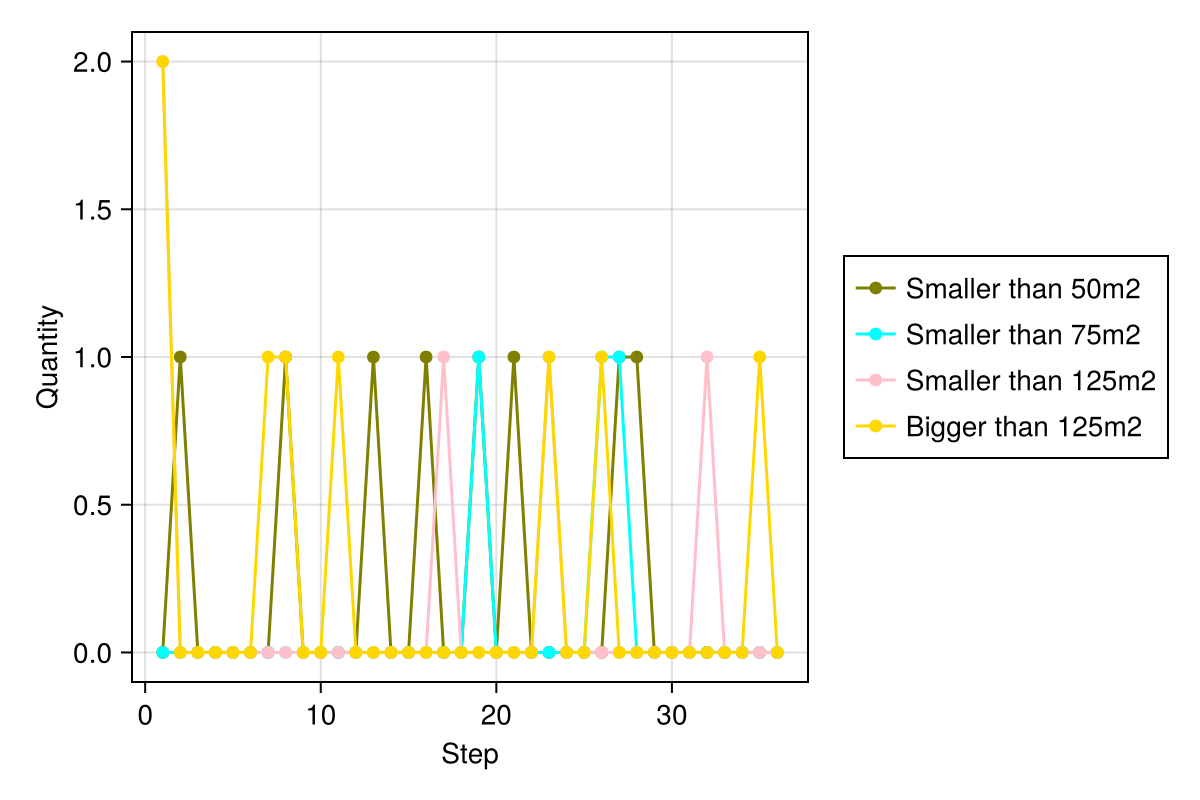 2.0
1.5
1.0
0.5
0.0
Quantity
0
10
20
30
Step
Smaller than 50m2
Smaller than 75m2
Smaller than 125m2
Bigger than 125m2